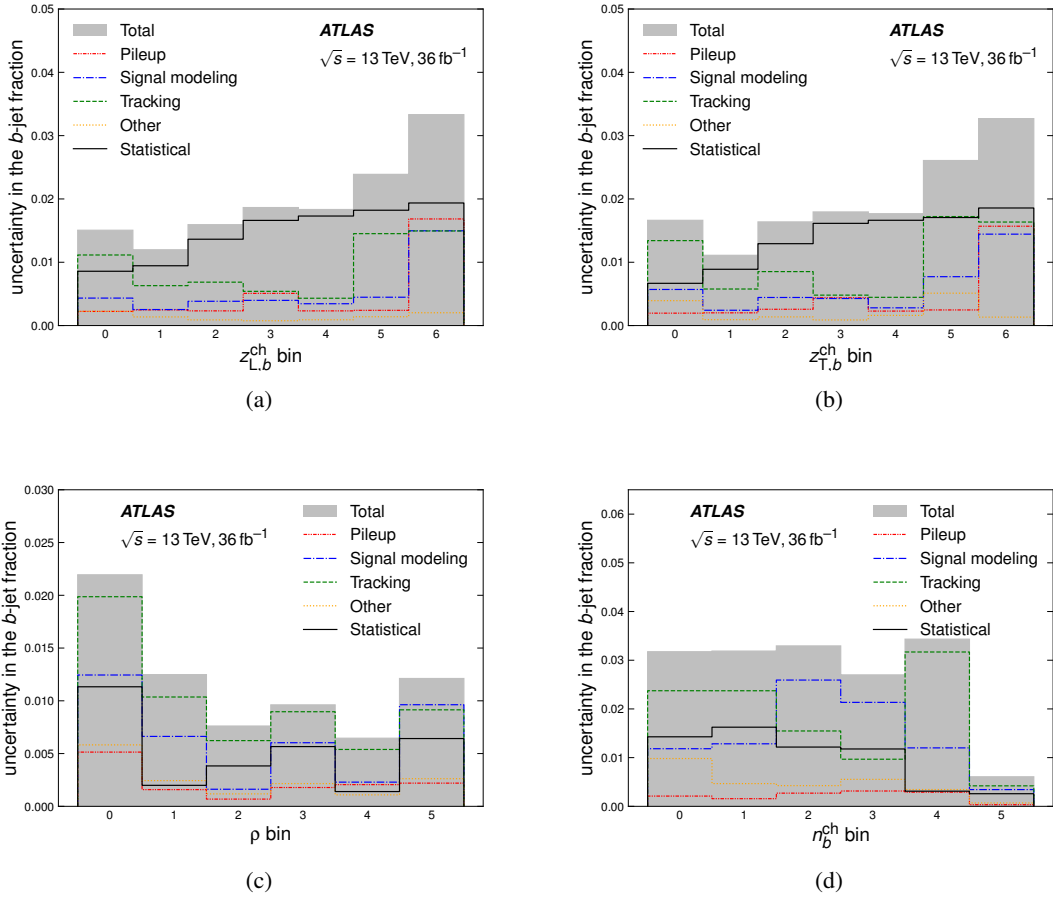 0.05
0.04
0.03
0.02
0.01
0.00
uncertainty in the b-jet fraction
Total
Pileup
Signal modeling
Tracking
Other
Statistical
ATLAS
√s = 13 TeV, 36 fb⁻¹
0 1 2 3 4 5 6
z_{L,b}^{ch} bin
(a)
0.05
0.04
0.03
0.02
0.01
0.00
uncertainty in the b-jet fraction
Total
Pileup
Signal modeling
Tracking
Other
Statistical
ATLAS
√s = 13 TeV, 36 fb⁻¹
0 1 2 3 4 5 6
z_{T,b}^{ch} bin
(b)
0.030
0.025
0.020
0.015
0.010
0.005
0.000
uncertainty in the b-jet fraction
ATLAS
√s = 13 TeV, 36 fb⁻¹
Total
Pileup
Signal modeling
Tracking
Other
Statistical
0 1 2 3 4 5
ρ bin
(c)
0.06
0.05
0.04
0.03
0.02
0.01
0.00
uncertainty in the b-jet fraction
ATLAS
√s = 13 TeV, 36 fb⁻¹
Total
Pileup
Signal modeling
Tracking
Other
Statistical
0 1 2 3 4 5
n_b^{ch} bin
(d)